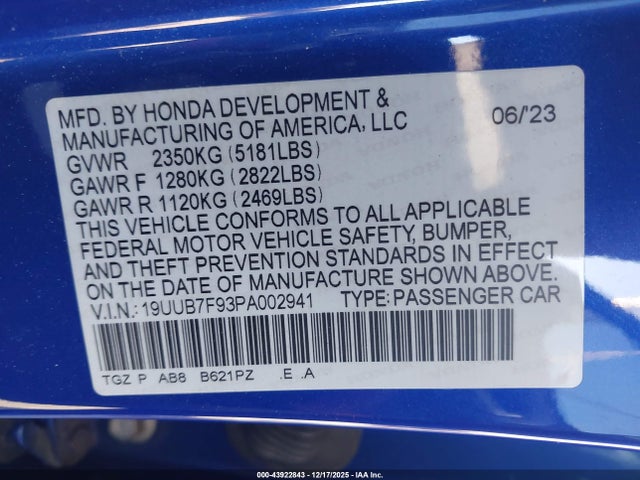 MFD. BY HONDA DEVELOPMENT &
MANUFACTURING OF AMERICA, LLC 06/23
GVWR 2350KG (5181LBS)
GAWR F 1280KG (2822LBS)
GAWR R 1120KG (2469LBS)
THIS VEHICLE CONFORMS TO ALL APPLICABLE
FEDERAL MOTOR VEHICLE SAFETY, BUMPER,
AND THEFT PREVENTION STANDARDS IN EFFECT
ON THE DATE OF MANUFACTURE SHOWN ABOVE.
V.I.N.: 19UUB7F93PA002941 TYPE: PASSENGER CAR
TGZ P AB8 B621PZ .E .A
000-43922843 - 12/17/2025 - IAA Inc.